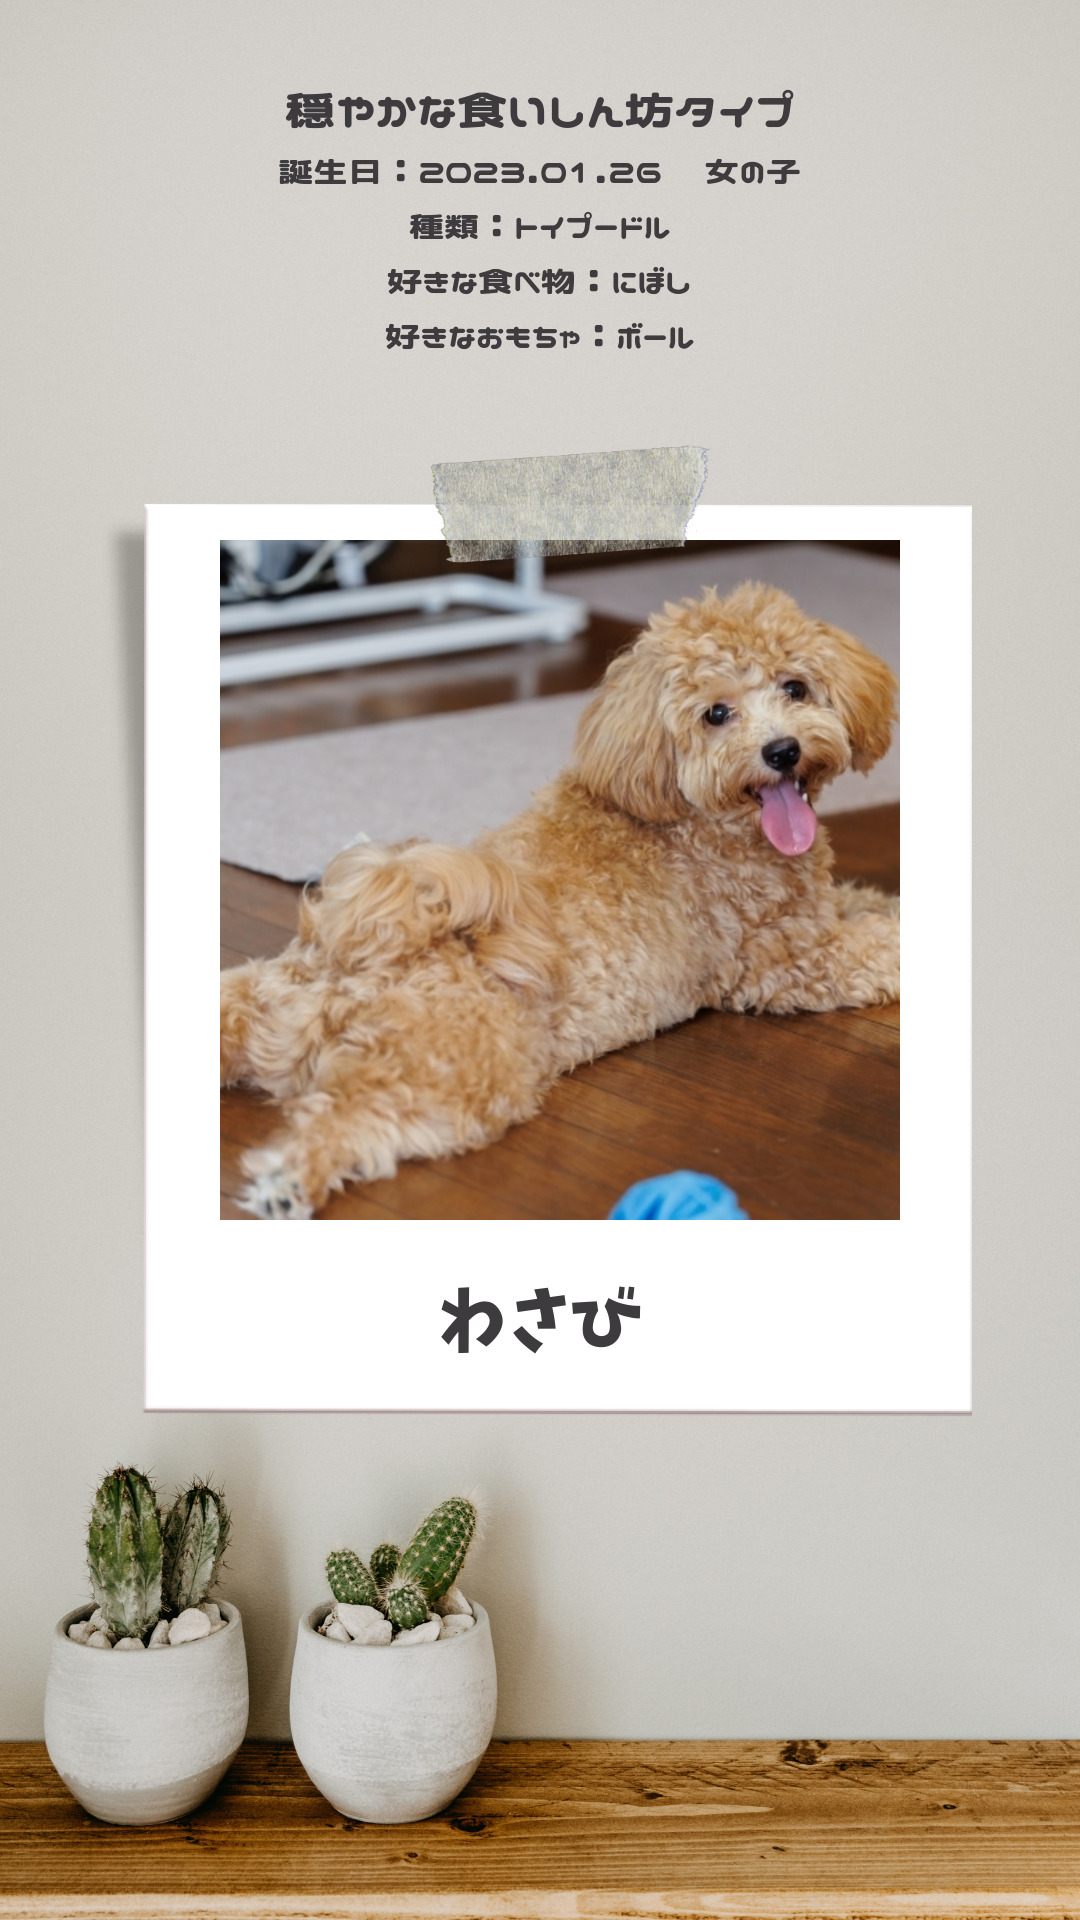 穏やかな食いしん坊タイプ
誕生日：2023.01.26　女の子
種類：トイプードル
好きな食べ物：にぼし
好きなおもちゃ：ボール
わさび